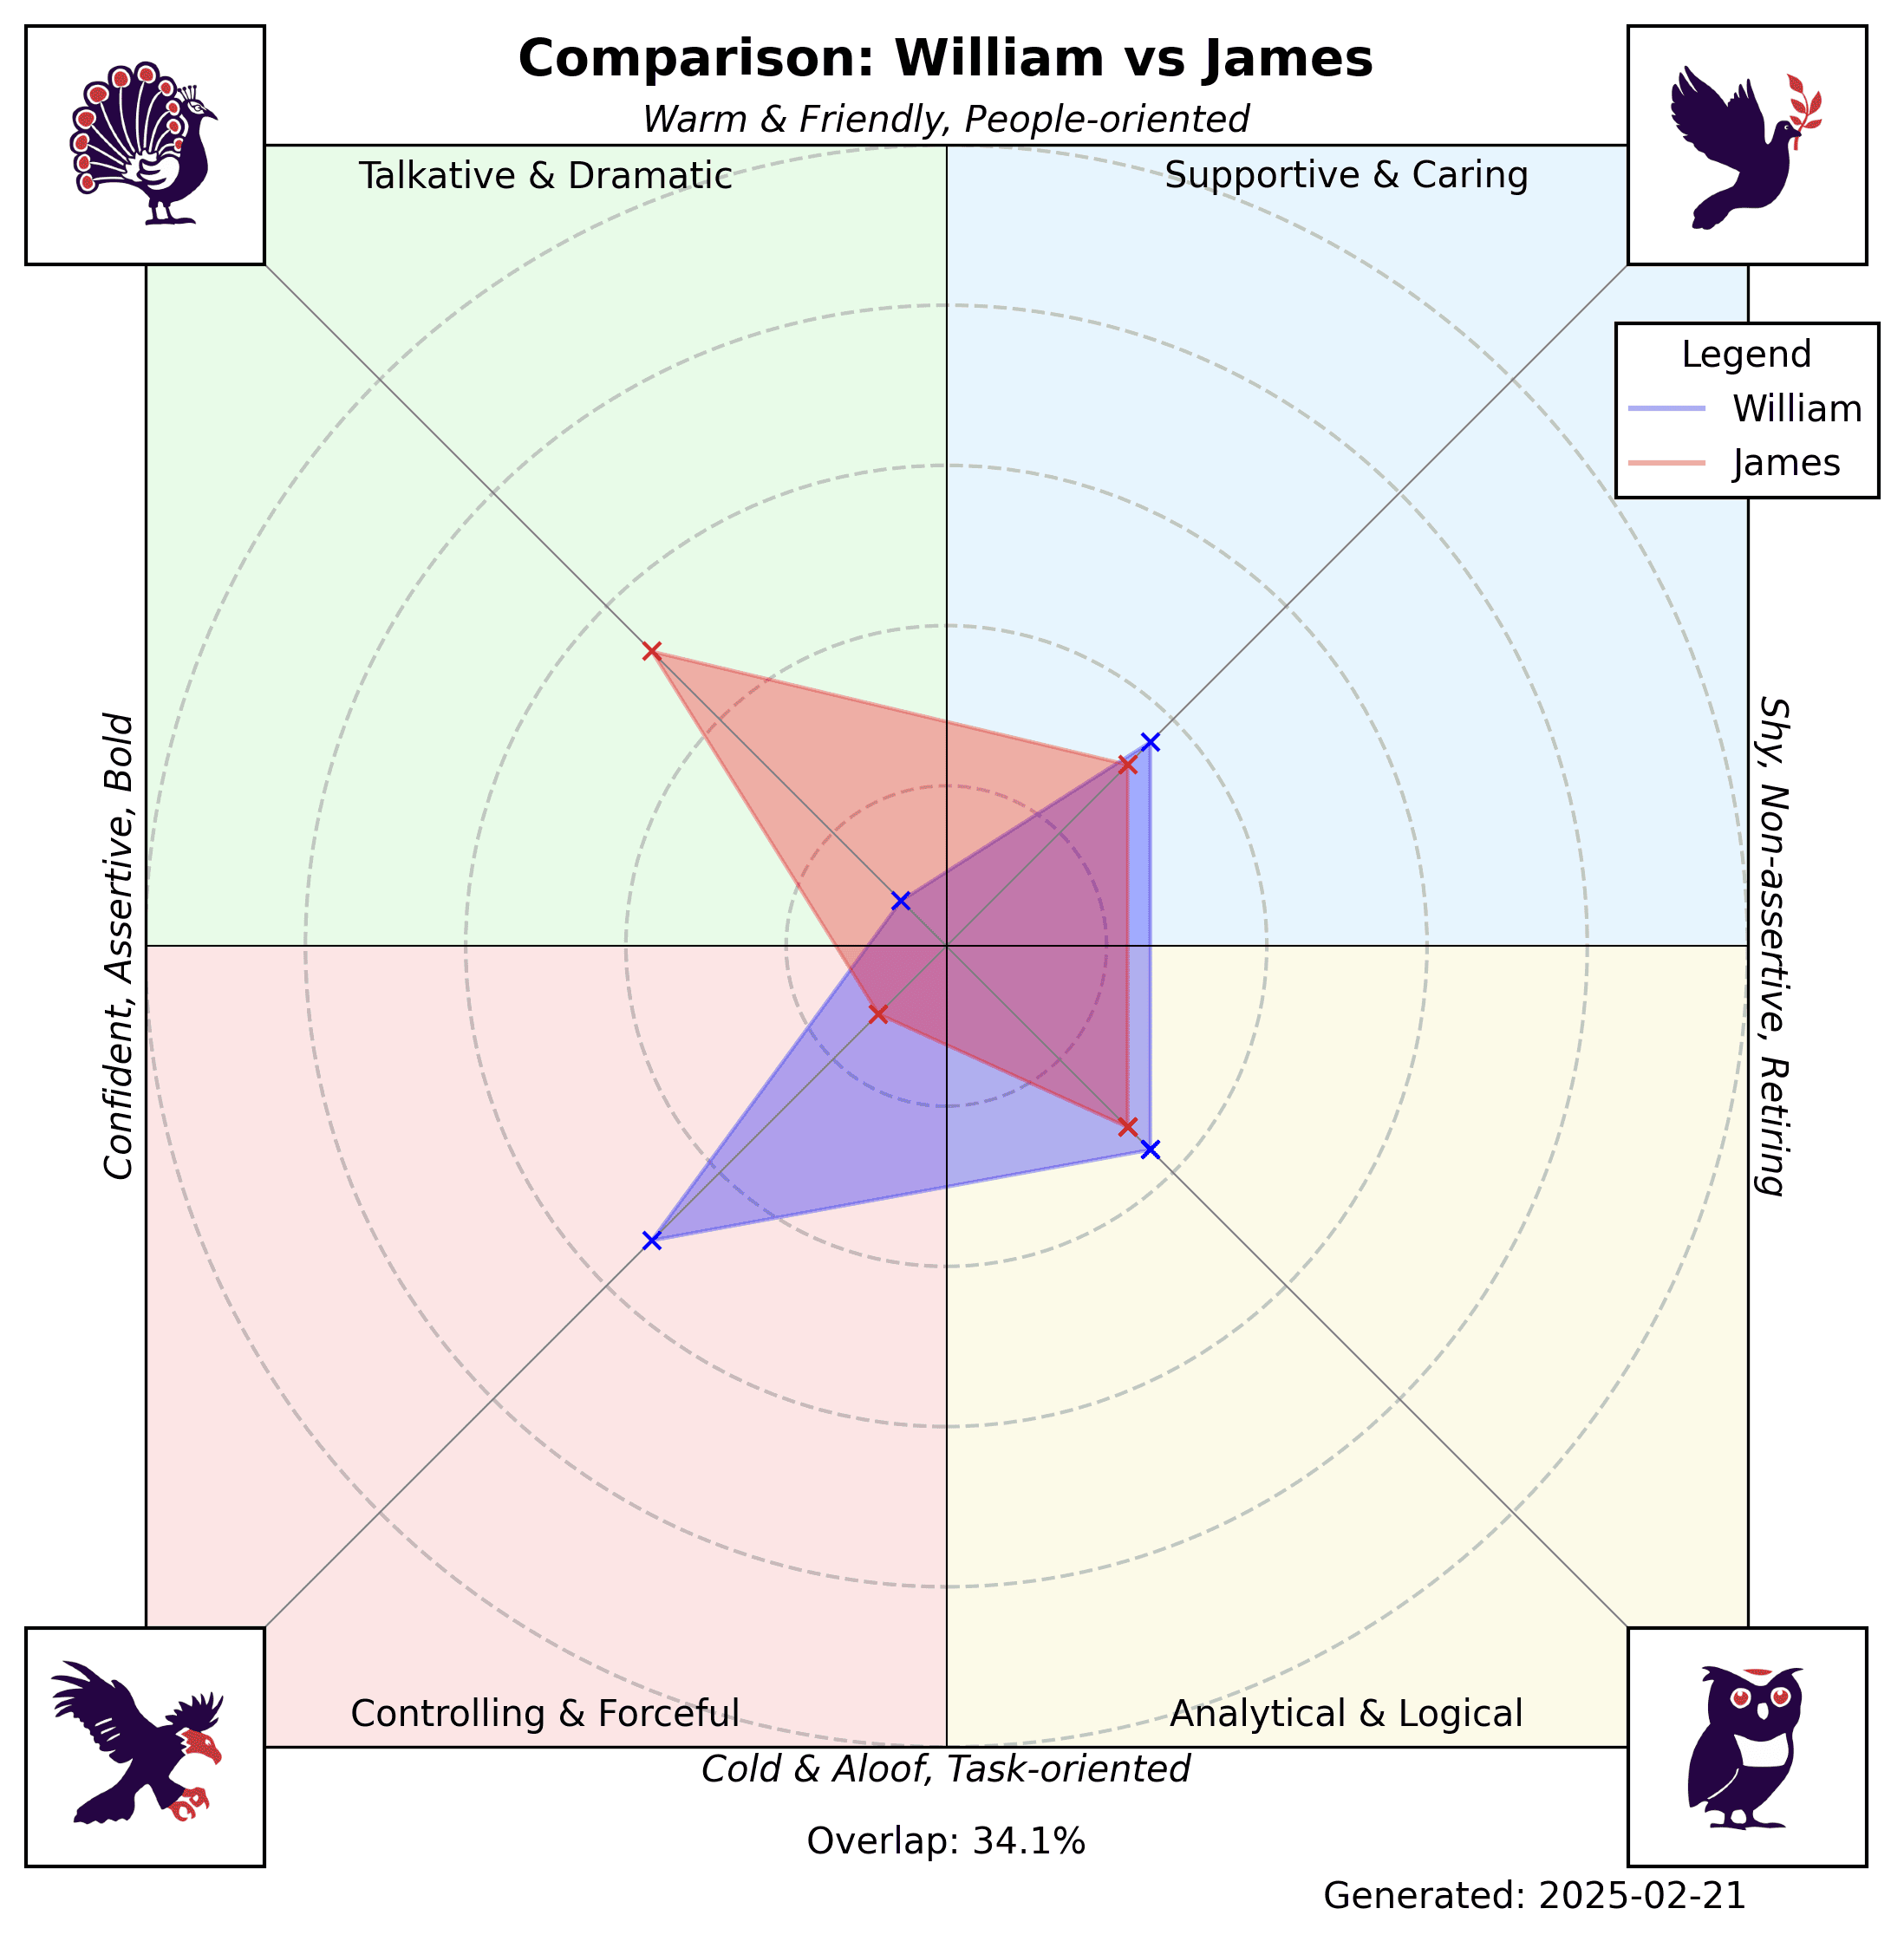 Comparison: William vs James
Warm & Friendly, People-oriented
Talkative & Dramatic
Supportive & Caring
Legend
William
James
Confident, Assertive, Bold
Shy, Non-assertive, Retiring
Controlling & Forceful
Analytical & Logical
Cold & Aloof, Task-oriented
Overlap: 34.1%
Generated: 2025-02-21